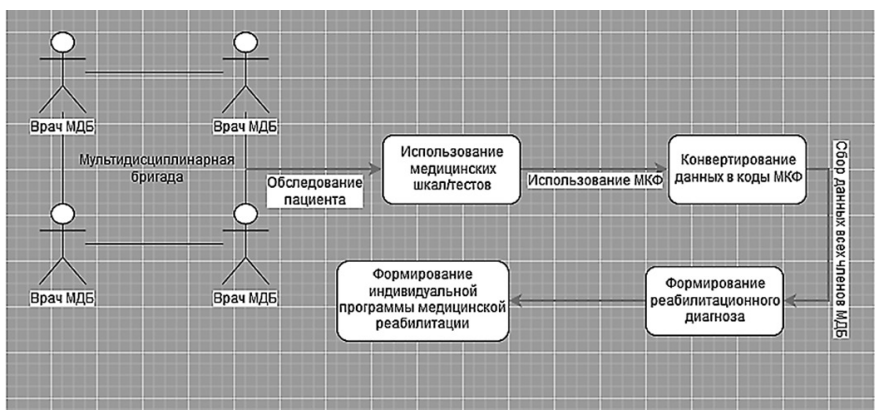 Врач МДБ
Врач МДБ
Мультидисциплинарная
бригада
Врач МДБ
Врач МДБ
Обследование
пациента
Использование
медицинских
шкал/тестов
Использование МКФ
Конвертирование
данных в коды МКФ
Сбор данных всех членов МДБ
Формирование
реабилитационного
диагноза
Формирование
индивидуальной
программы медицинской
реабилитации